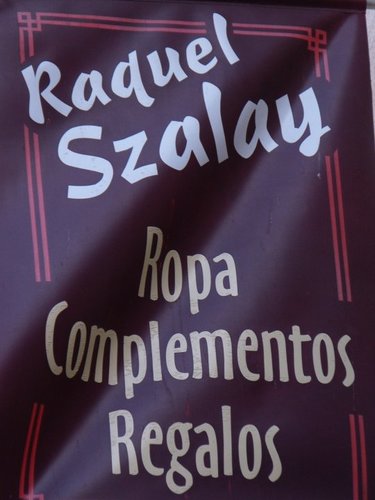 Raquel
Szalay
Ropa
Complementos
Regalos